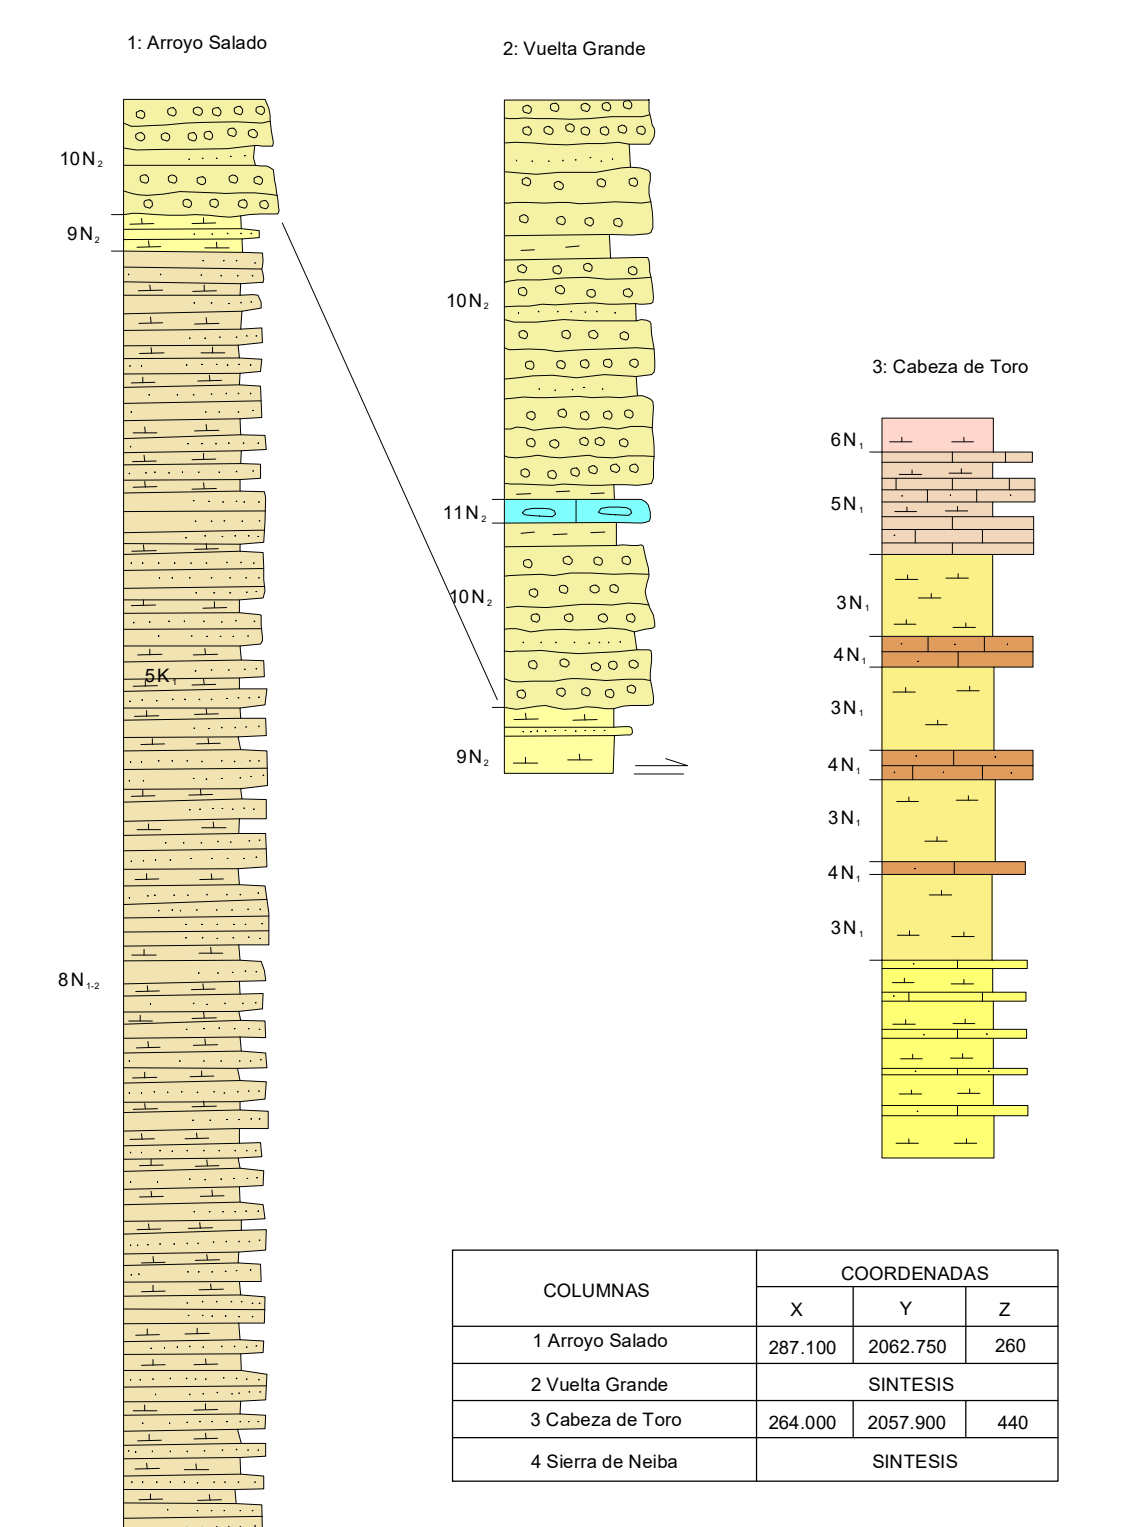 1: Arroyo Salado
10N2
9N2
5K1
8N1-2
2: Vuelta Grande
10N2
11N2
10N2
9N2
3: Cabeza de Toro
6N1
5N1
3N1
4N1
3N1
4N1
3N1
4N1
3N1
COLUMNAS COORDENADAS
X Y Z
1 Arroyo Salado 287.100 2062.750 260
2 Vuelta Grande SINTESIS
3 Cabeza de Toro 264.000 2057.900 440
4 Sierra de Neiba SINTESIS